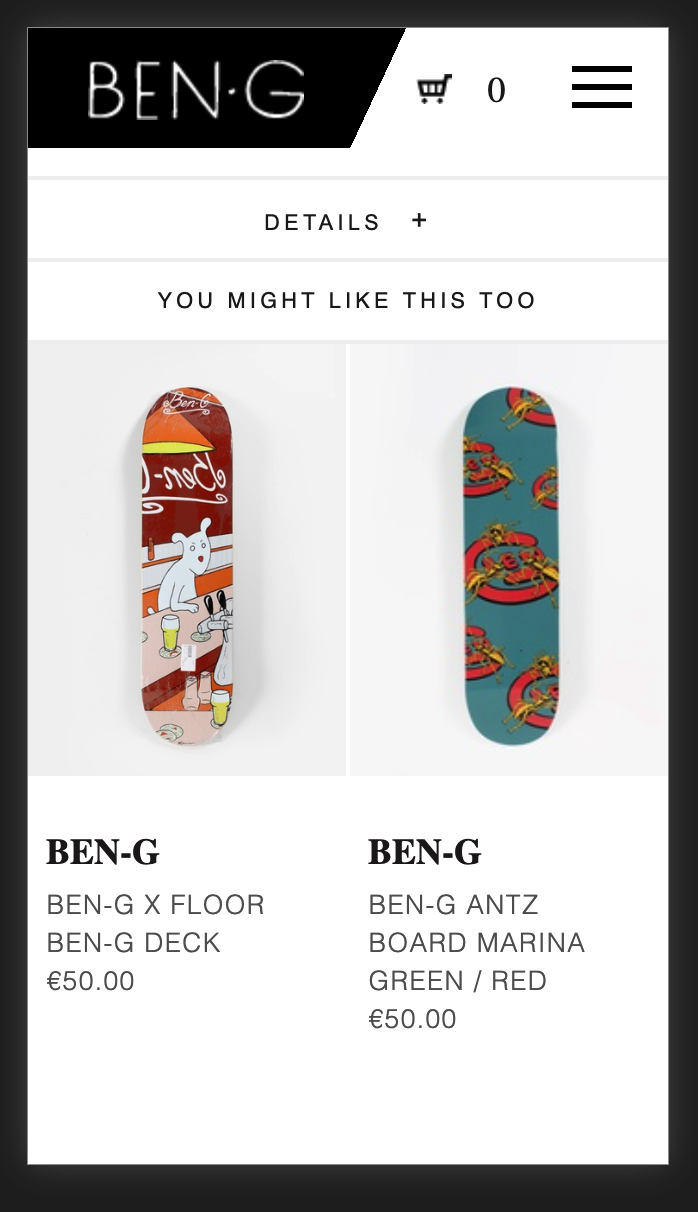 BEN·G
0
DETAILS +
YOU MIGHT LIKE THIS TOO
Ben-G
Ben-G
BEN-G
BEN-G X FLOOR
BEN-G DECK
€50.00
BEN-G
BEN-G ANTZ
BOARD MARINA
GREEN / RED
€50.00